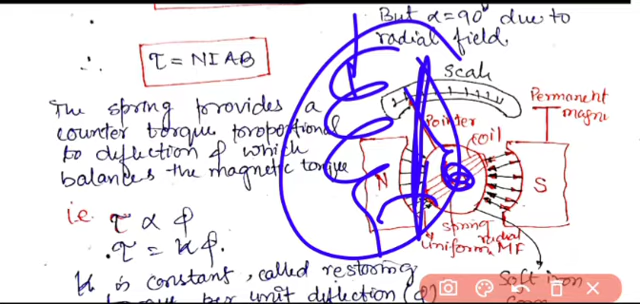 But α=90° due to
radial field.
∴ τ = NIAB
Scale
The spring provides a
counter torque proportional
to deflection φ which
balances the magnetic torque
Permanent
magne
Pointer
coil
N
S
i.e. τ ∝ φ
τ = kφ.
spring
uniform radial MF
k is constant, called restoring
torque per unit deflection (φ)
Soft iron